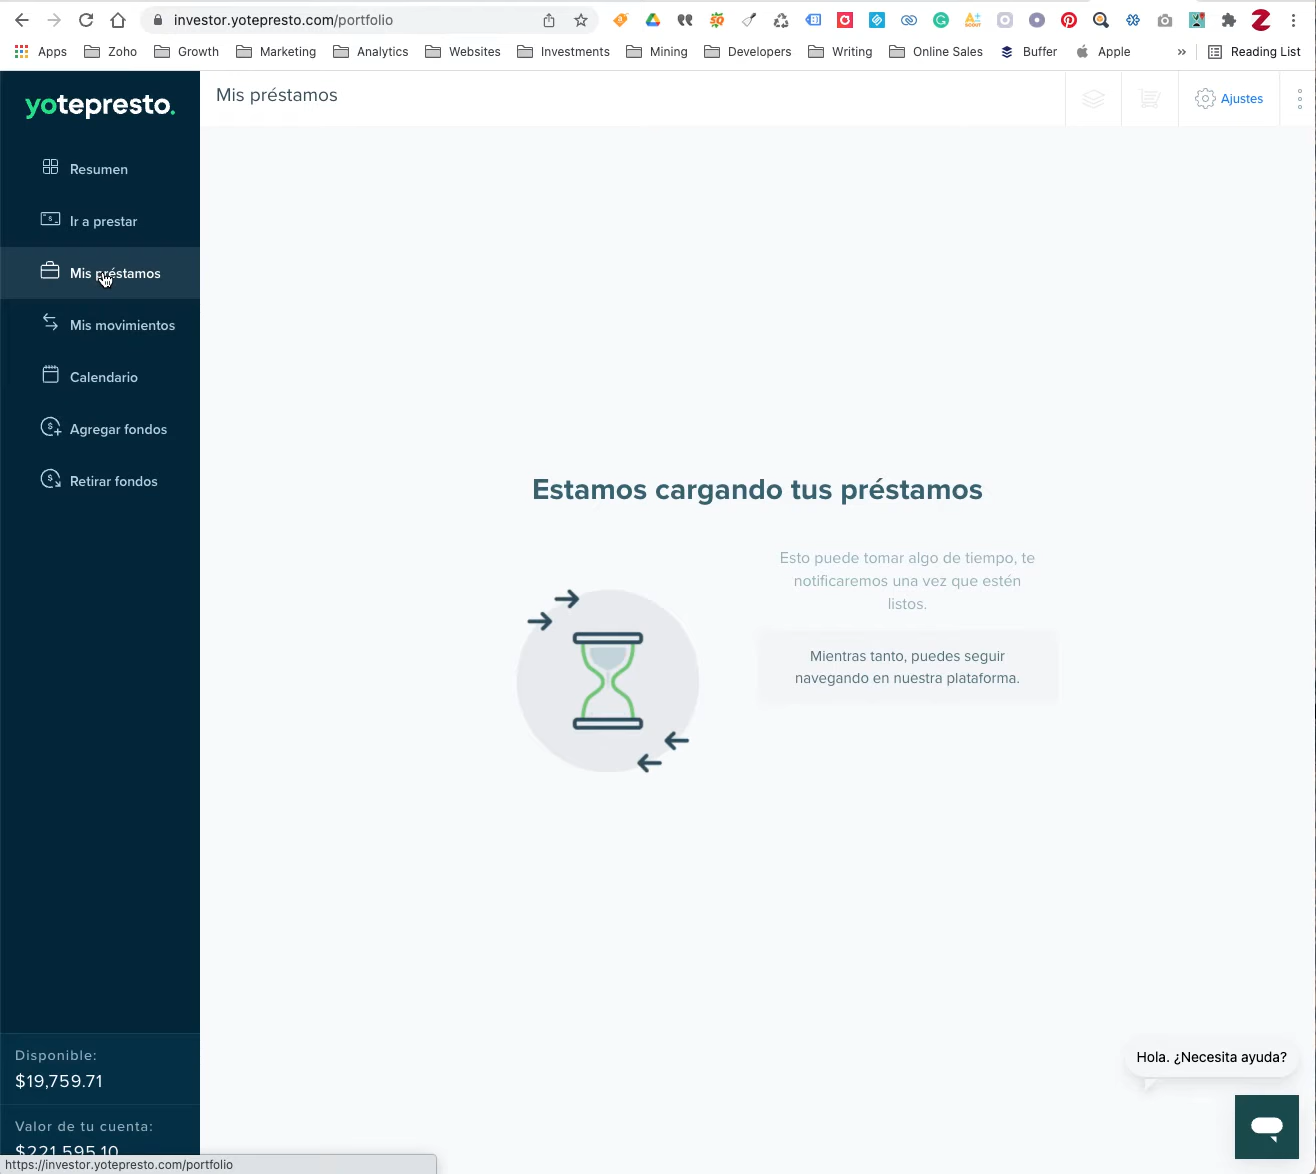 investor.yotepresto.com/portfolio
Apps Zoho Growth Marketing Analytics Websites Investments Mining Developers Writing Online Sales Buffer Apple » Reading List
yotepresto.
Mis préstamos
Ajustes
Resumen
Ir a prestar
Mis préstamos
Mis movimientos
Calendario
Agregar fondos
Retirar fondos
Estamos cargando tus préstamos
Esto puede tomar algo de tiempo, te
notificaremos una vez que estén
listos.
Mientras tanto, puedes seguir
navegando en nuestra plataforma.
Disponible:
$19,759.71
Valor de tu cuenta:
$221,595.10
Hola. ¿Necesita ayuda?
https://investor.yotepresto.com/portfolio